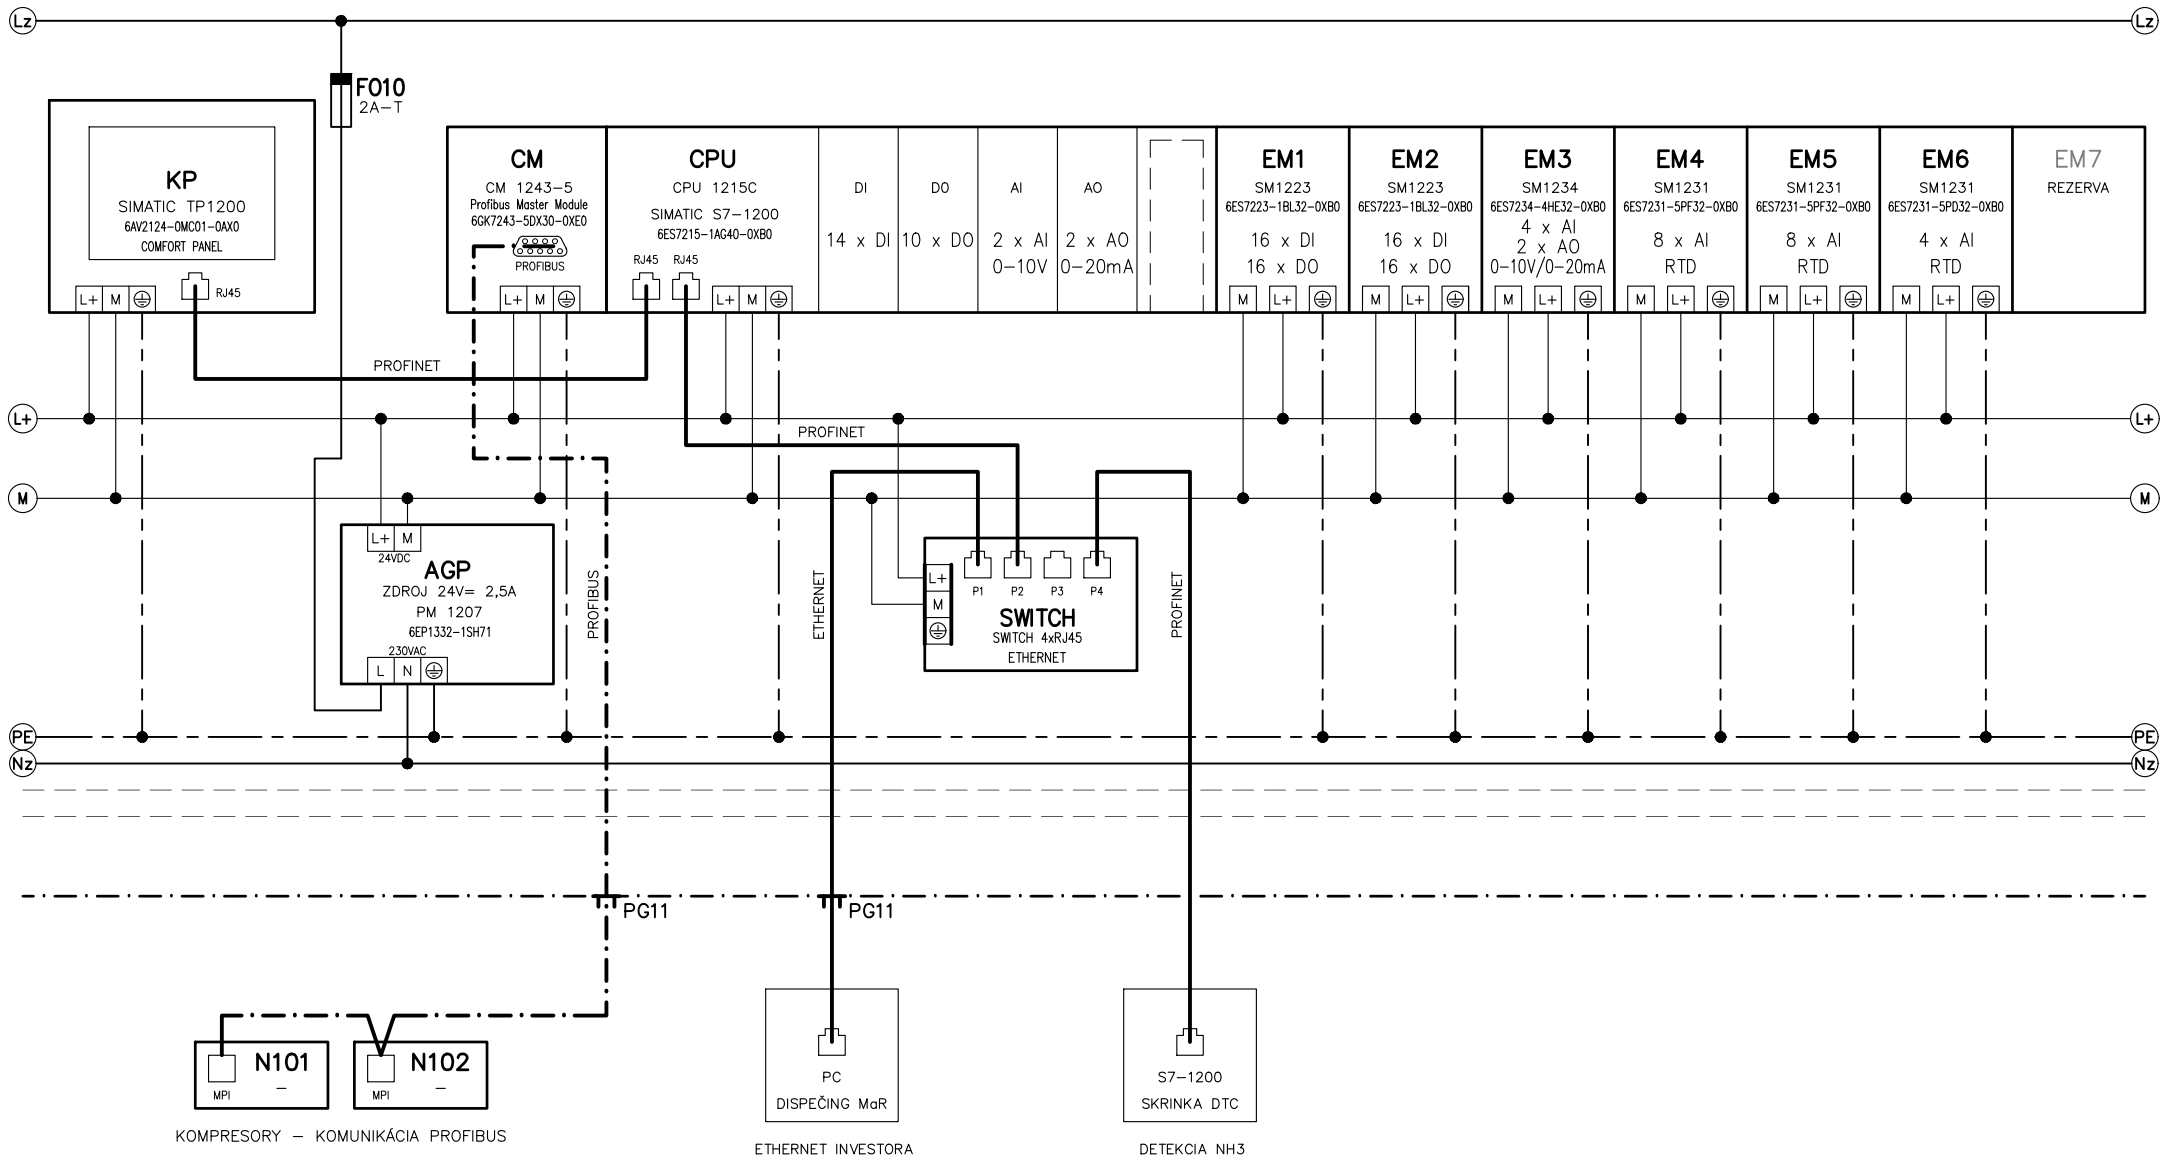 Lz
Lz
F010
2A-T
KP
SIMATIC TP1200
6AV2124-0MC01-0AX0
COMFORT PANEL
RJ45
L+ M
CM
CM 1243-5
Profibus Master Module
6GK7243-5DX30-0XE0
PROFIBUS
L+ M
CPU
CPU 1215C
SIMATIC S7-1200
6ES7215-1AG40-0XB0
RJ45 RJ45
L+ M
DI
14 x DI
DO
10 x DO
AI
2 x AI
0-10V
AO
2 x AO
0-20mA
EM1
SM1223
6ES7223-1BL32-0XB0
16 x DI
16 x DO
M L+
EM2
SM1223
6ES7223-1BL32-0XB0
16 x DI
16 x DO
M L+
EM3
SM1234
6ES7234-4HE32-0XB0
4 x AI
2 x AO
0-10V/0-20mA
M L+
EM4
SM1231
6ES7231-5PF32-0XB0
8 x AI
RTD
M L+
EM5
SM1231
6ES7231-5PF32-0XB0
8 x AI
RTD
M L+
EM6
SM1231
6ES7231-5PD32-0XB0
4 x AI
RTD
M L+
EM7
REZERVA
PROFINET
L+
L+
PROFINET
M
M
L+ M
24VDC
AGP
ZDROJ 24V= 2,5A
PM 1207
6EP1332-1SH71
230VAC
L N
PROFIBUS
ETHERNET
L+
M
P1 P2 P3 P4
SWITCH
SWITCH 4xRJ45
ETHERNET
PROFINET
PE
PE
Nz
Nz
PG11
PG11
N101
-
MPI
N102
-
MPI
KOMPRESORY - KOMUNIKÁCIA PROFIBUS
PC
DISPEČING MaR
ETHERNET INVESTORA
S7-1200
SKRINKA DTC
DETEKCIA NH3